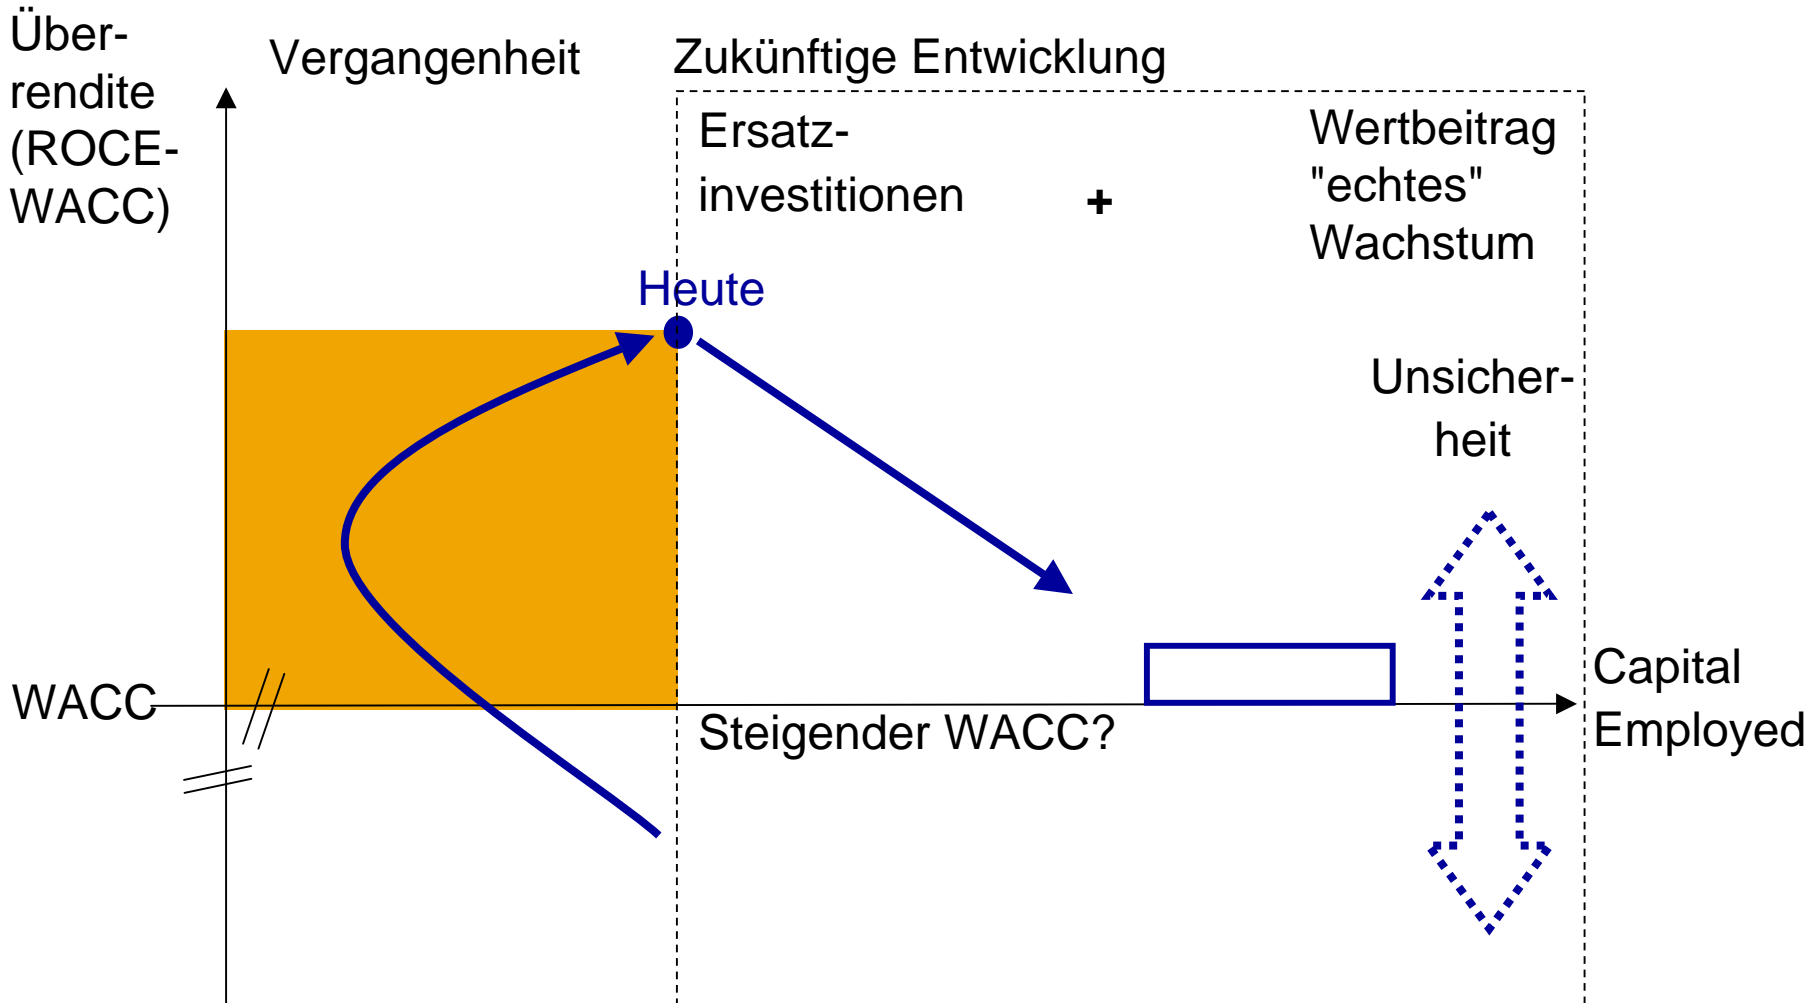 Über-
rendite
(ROCE-
WACC)
Vergangenheit
Zukünftige Entwicklung
Ersatz-
investitionen
+
Wertbeitrag
"echtes"
Wachstum
Heute
Unsicher-
heit
WACC
Steigender WACC?
Capital
Employed